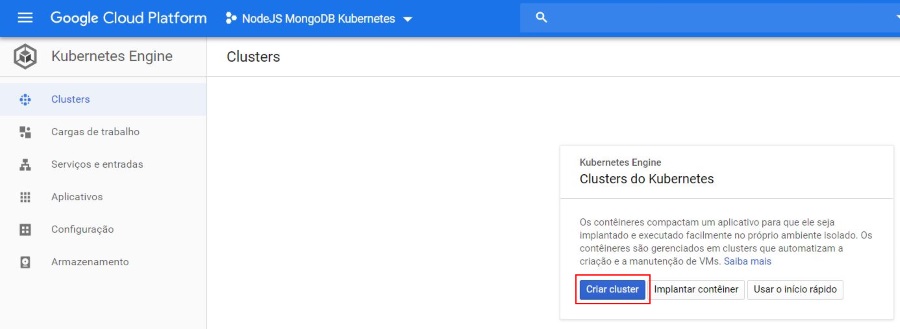 Google Cloud Platform
NodeJS MongoDB Kubernetes
Kubernetes Engine
Clusters
Clusters
Cargas de trabalho
Serviços e entradas
Aplicativos
Configuração
Armazenamento
Kubernetes Engine
Clusters do Kubernetes
Os contêineres compactam um aplicativo para que ele seja
implantado e executado facilmente no próprio ambiente isolado. Os
contêineres são gerenciados em clusters que automatizam a
criação e a manutenção de VMs. Saiba mais
Criar cluster
Implantar contêiner
Usar o início rápido